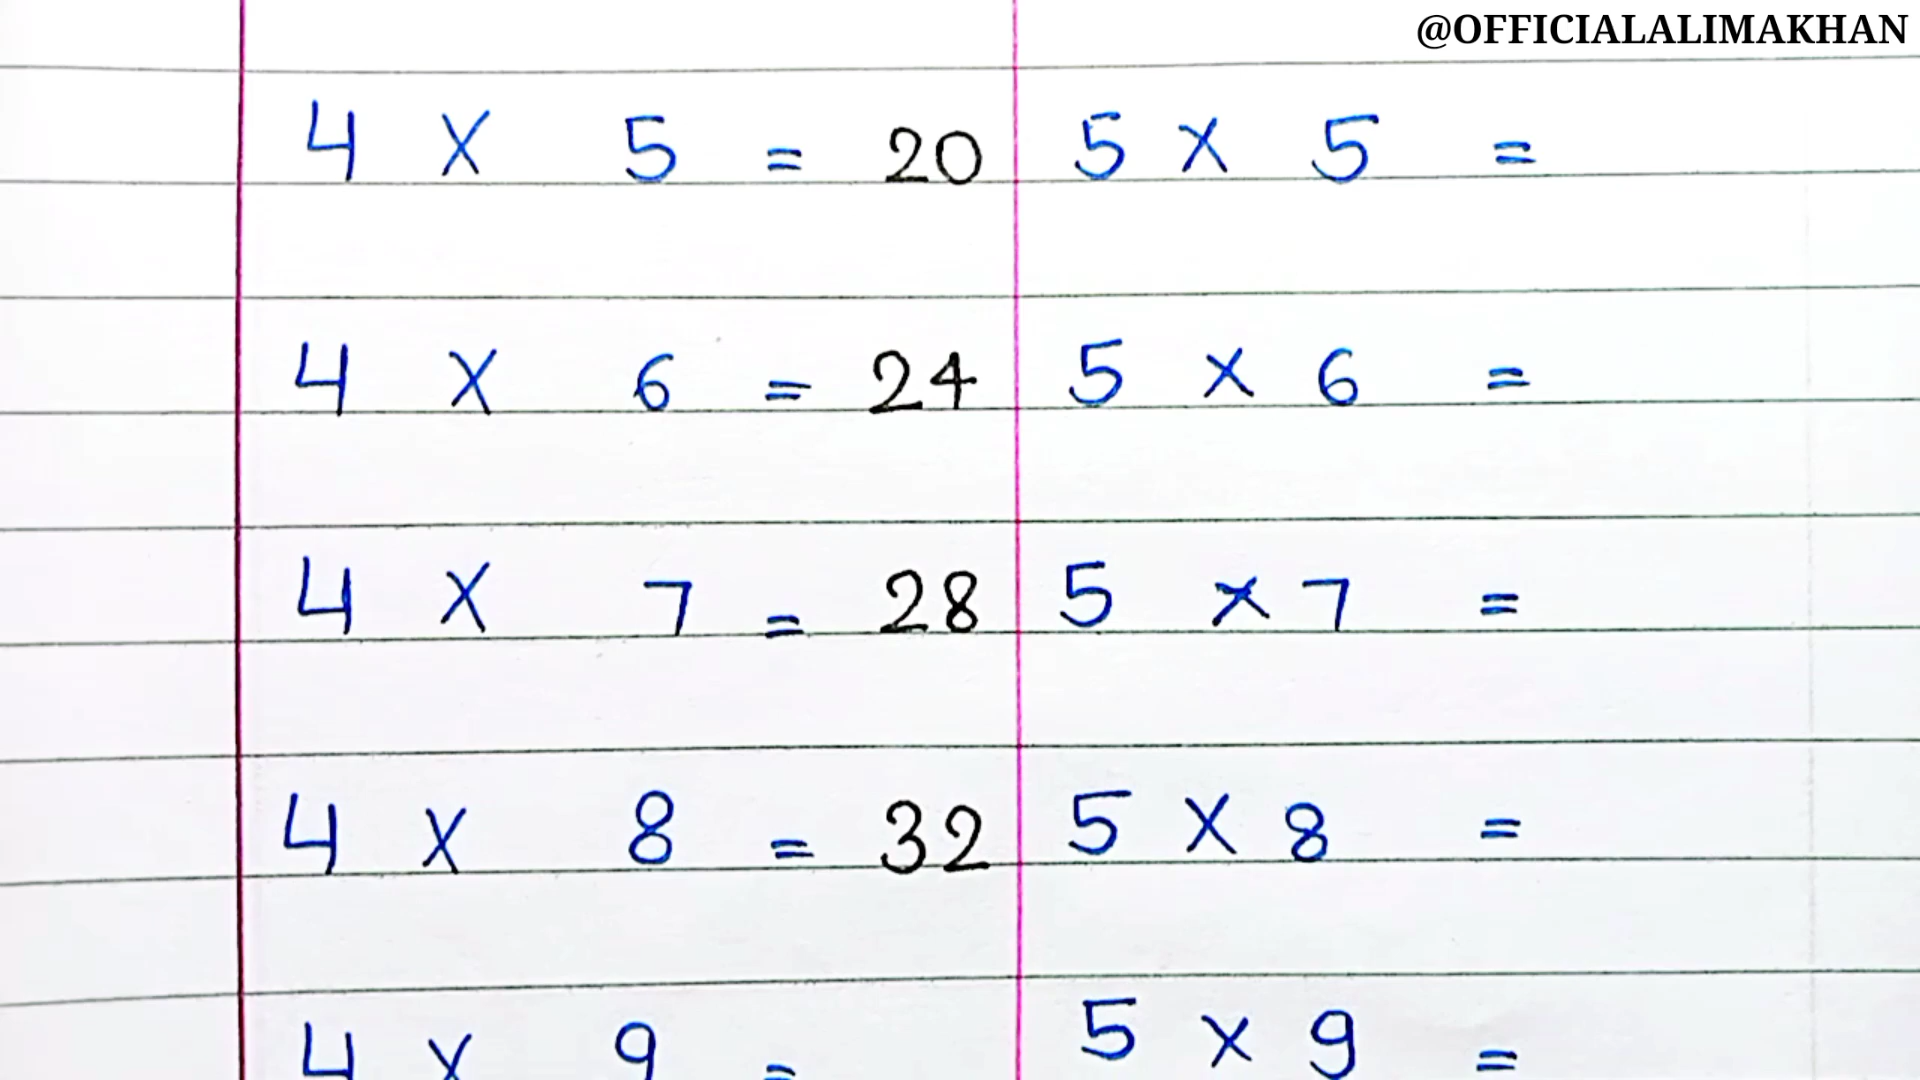 @OFFICIALALIMAKHAN
4 X 5 = 20 5 X 5 =
4 X 6 = 24 5 X 6 =
4 X 7 = 28 5 X 7 =
4 X 8 = 32 5 X 8 =
4 X 9 = 5 X 9 =